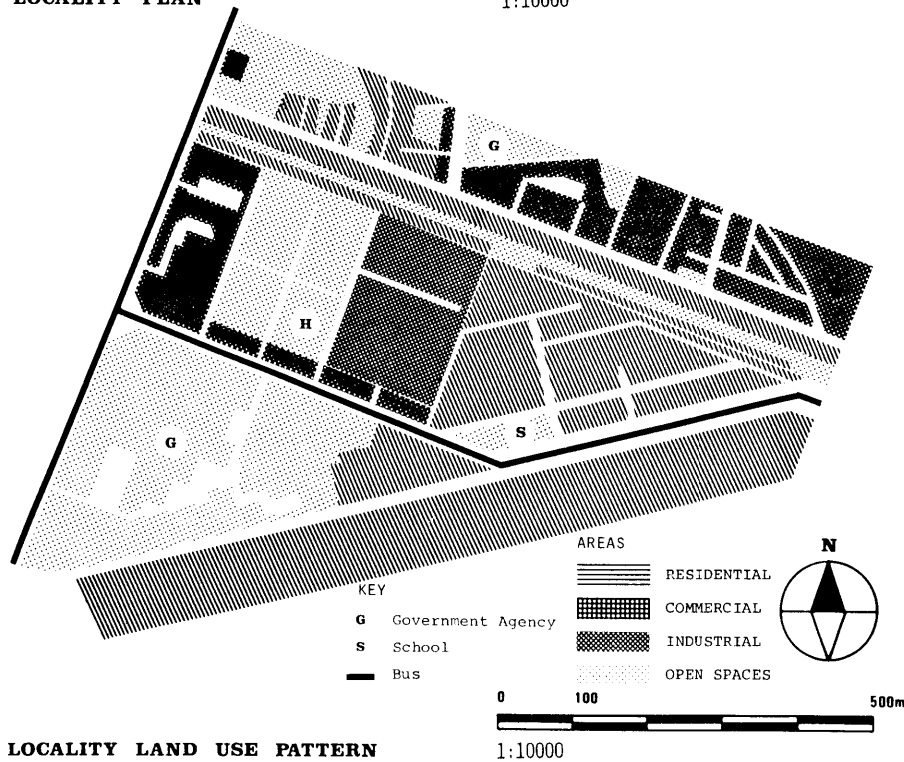 LOCALITY PLAN
1:10000
G
H
G
S
KEY
G Government Agency
S School
Bus
AREAS
RESIDENTIAL
COMMERCIAL
INDUSTRIAL
OPEN SPACES
N
0 100 500m
LOCALITY LAND USE PATTERN
1:10000